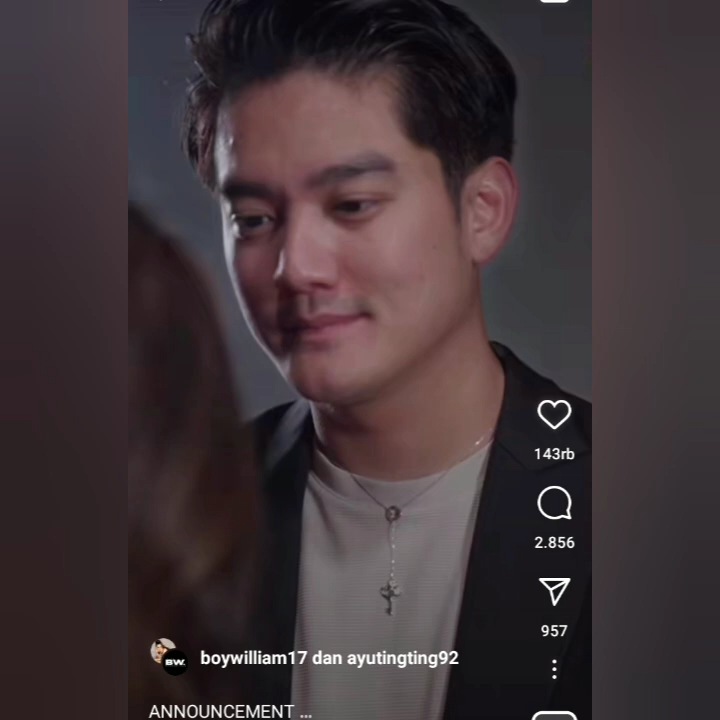 143rb
2.856
957
BW.
boywilliam17 dan ayutingting92
ANNOUNCEMENT ...